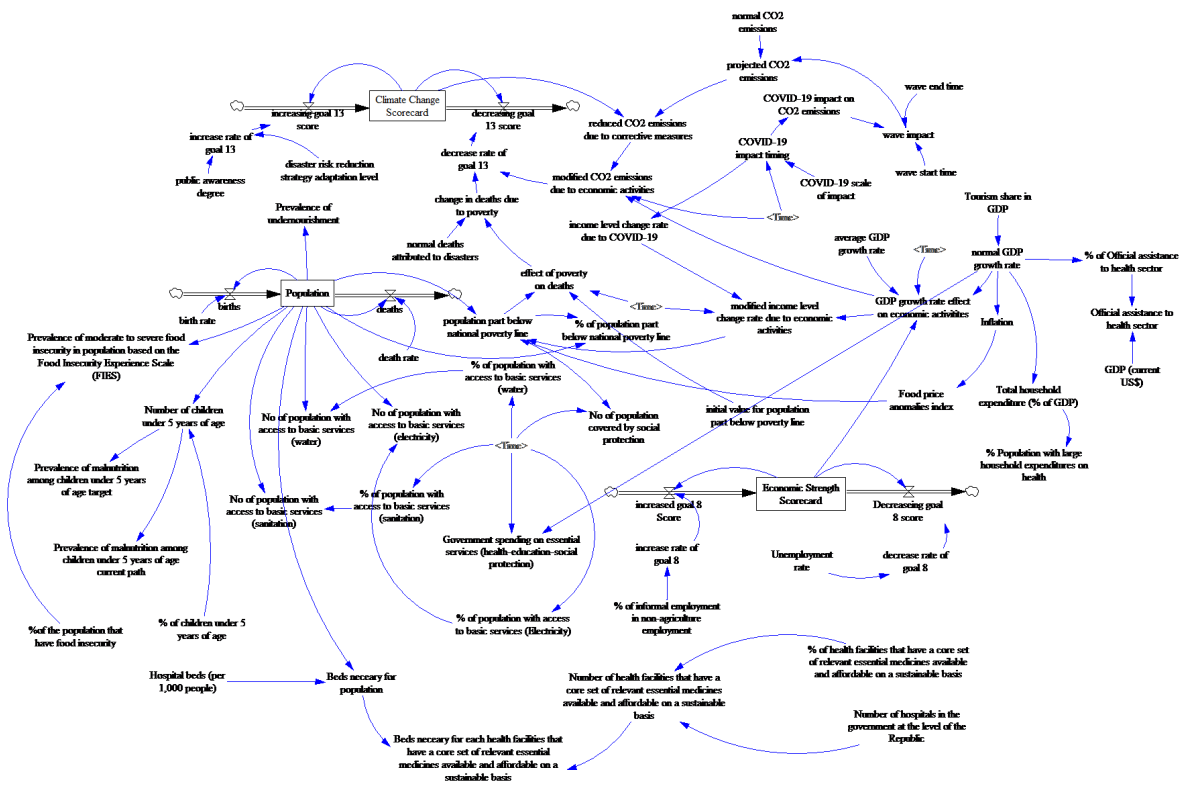 normal CO2
emissions
projected CO2
emissions
Climate Change
Scorecard
increasing goal 13
score
decreasing goal
13 score
COVID-19 impact on
CO2 emissions
wave end time
reduced CO2 emissions
due to corrective measures
wave impact
increase rate of
goal 13
decrease rate of
goal 13
COVID-19
impact timing
disaster risk reduction
strategy adaptation level
public awareness
degree
modified CO2 emissions
due to economic activities
wave start time
COVID-19 scale
of impact
Prevalence of
undernourishment
change in deaths due
to poverty
<Time>
Tourism share in
GDP
income level change rate
due to COVID-19
normal deaths
attributed to disasters
average GDP
growth rate
<Time>
normal GDP
growth rate
% of Official assistance
to health sector
effect of poverty
on deaths
Population
births
deaths
birth rate
<Time>
modified income level
change rate due to economic
activities
GDP growth rate effect
on economic activitites
population part below
national poverty line
% of population part
below national poverty line
Inflation
Official assistance to
health sector
Prevalence of moderate to severe food
insecurity in population based on the
Food Insecurity Experience Scale
(FIES)
death rate
% of population with
access to basic services
(water)
GDP (current
US$)
Food price
anomalies index
Total household
expenditure (% of GDP)
Number of children
under 5 years of age
No of population with
access to basic services
(water)
No of population with
access to basic services
(electricity)
No of population
covered by social
protection
initial value for population
part below poverty line
<Time>
% Population with large
household expenditures on
health
Prevalence of malnutrition
among children under 5 years
of age target
No of population with
access to basic services
(sanitation)
% of population with
access to basic services
(sanitation)
increased goal 8
Score
Economic Strength
Scorecard
Decreaseing goal
8 score
Prevalence of malnutrition among
children under 5 years of age
current path
Government spending on essential
services (health-education-social
protection)
increase rate of
goal 8
Unemployment
rate
decrease rate of
goal 8
%of the population that
have food insecurity
% of children under 5
years of age
% of population with access
to basic services (Electricity)
% of informal employment
in non-agriculture
employment
Hospital beds (per
1,000 people)
Beds neceary for
population
Number of health facilities that have a
core set of relevant essential medicines
available and affordable on a sustainable
basis
% of health facilities that have a core set
of relevant essential medicines available
and affordable on a sustainable basis
Number of hospitals in the
government at the level of the
Republic
Beds neceary for each health facilities that
have a core set of relevant essential
medicines available and affordable on a
sustainable basis